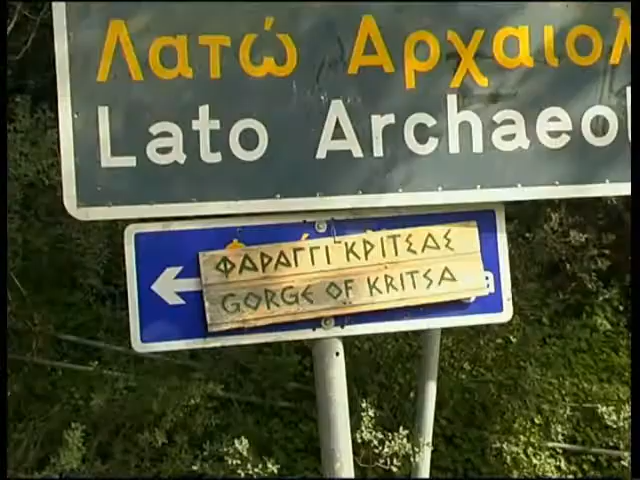 Λατώ Αρχαιολ
Lato Archaeol
ΦΑΡΑΓΓΙ ΚΡΙΤΣΑΣ
GORGE OF KRITSA